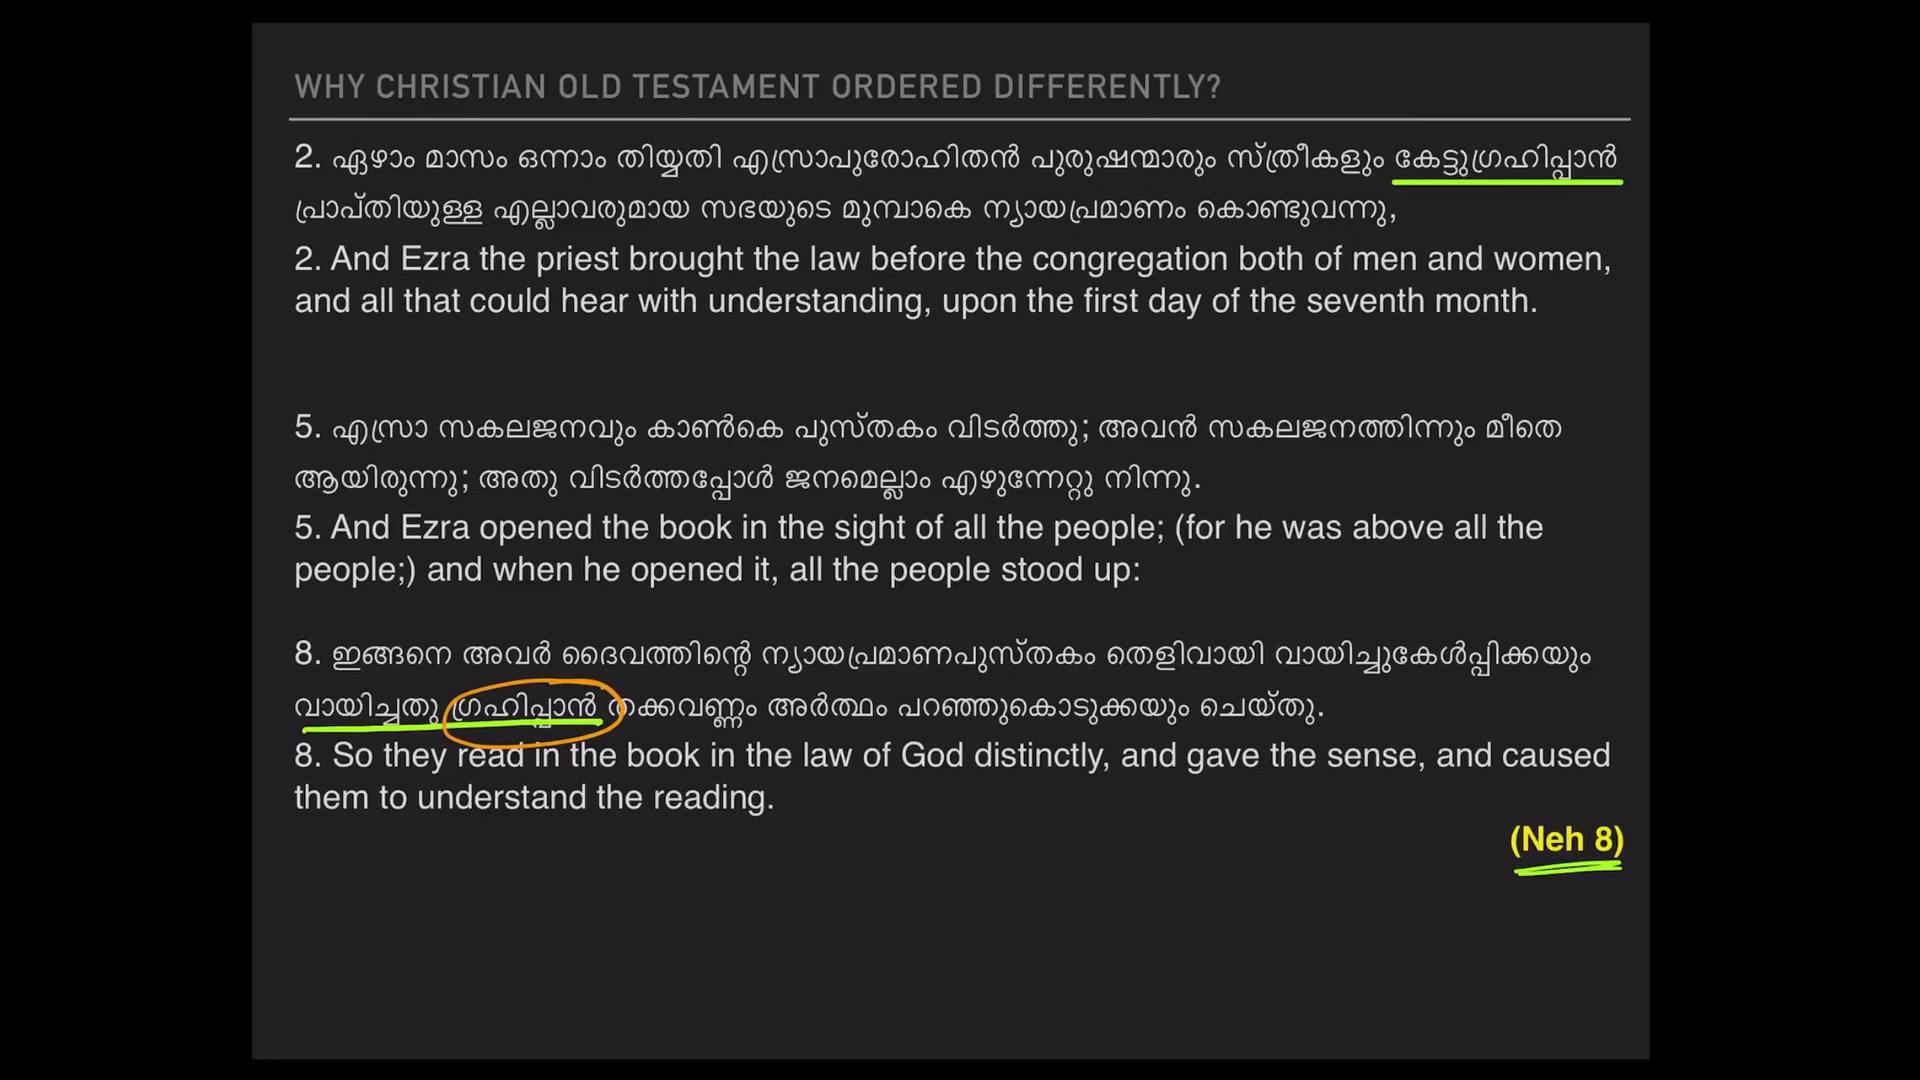 WHY CHRISTIAN OLD TESTAMENT ORDERED DIFFERENTLY?
2. ഏഴാം മാസം ഒന്നാം തിയ്യതി എസ്രാപുരോഹിതൻ പുരുഷന്മാരും സ്ത്രീകളും കേട്ടുഗ്രഹിപ്പാൻ
പ്രാപ്തിയുള്ള എല്ലാവരുമായ സഭയുടെ മുമ്പാകെ ന്യായപ്രമാണം കൊണ്ടുവന്നു,
2. And Ezra the priest brought the law before the congregation both of men and women,
and all that could hear with understanding, upon the first day of the seventh month.
5. എസ്രാ സകലജനവും കാൺകെ പുസ്തകം വിടർത്തു; അവൻ സകലജനത്തിന്നും മീതെ
ആയിരുന്നു; അതു വിടർത്തപ്പോൾ ജനമെല്ലാം എഴുന്നേറ്റു നിന്നു.
5. And Ezra opened the book in the sight of all the people; (for he was above all the
people;) and when he opened it, all the people stood up:
8. ഇങ്ങനെ അവർ ദൈവത്തിന്റെ ന്യായപ്രമാണപുസ്തകം തെളിവായി വായിച്ചുകേൾപ്പിക്കയും
വായിച്ചതു ഗ്രഹിപ്പാൻ തക്കവണ്ണം അർത്ഥം പറഞ്ഞുകൊടുക്കയും ചെയ്തു.
8. So they read in the book in the law of God distinctly, and gave the sense, and caused
them to understand the reading.
(Neh 8)